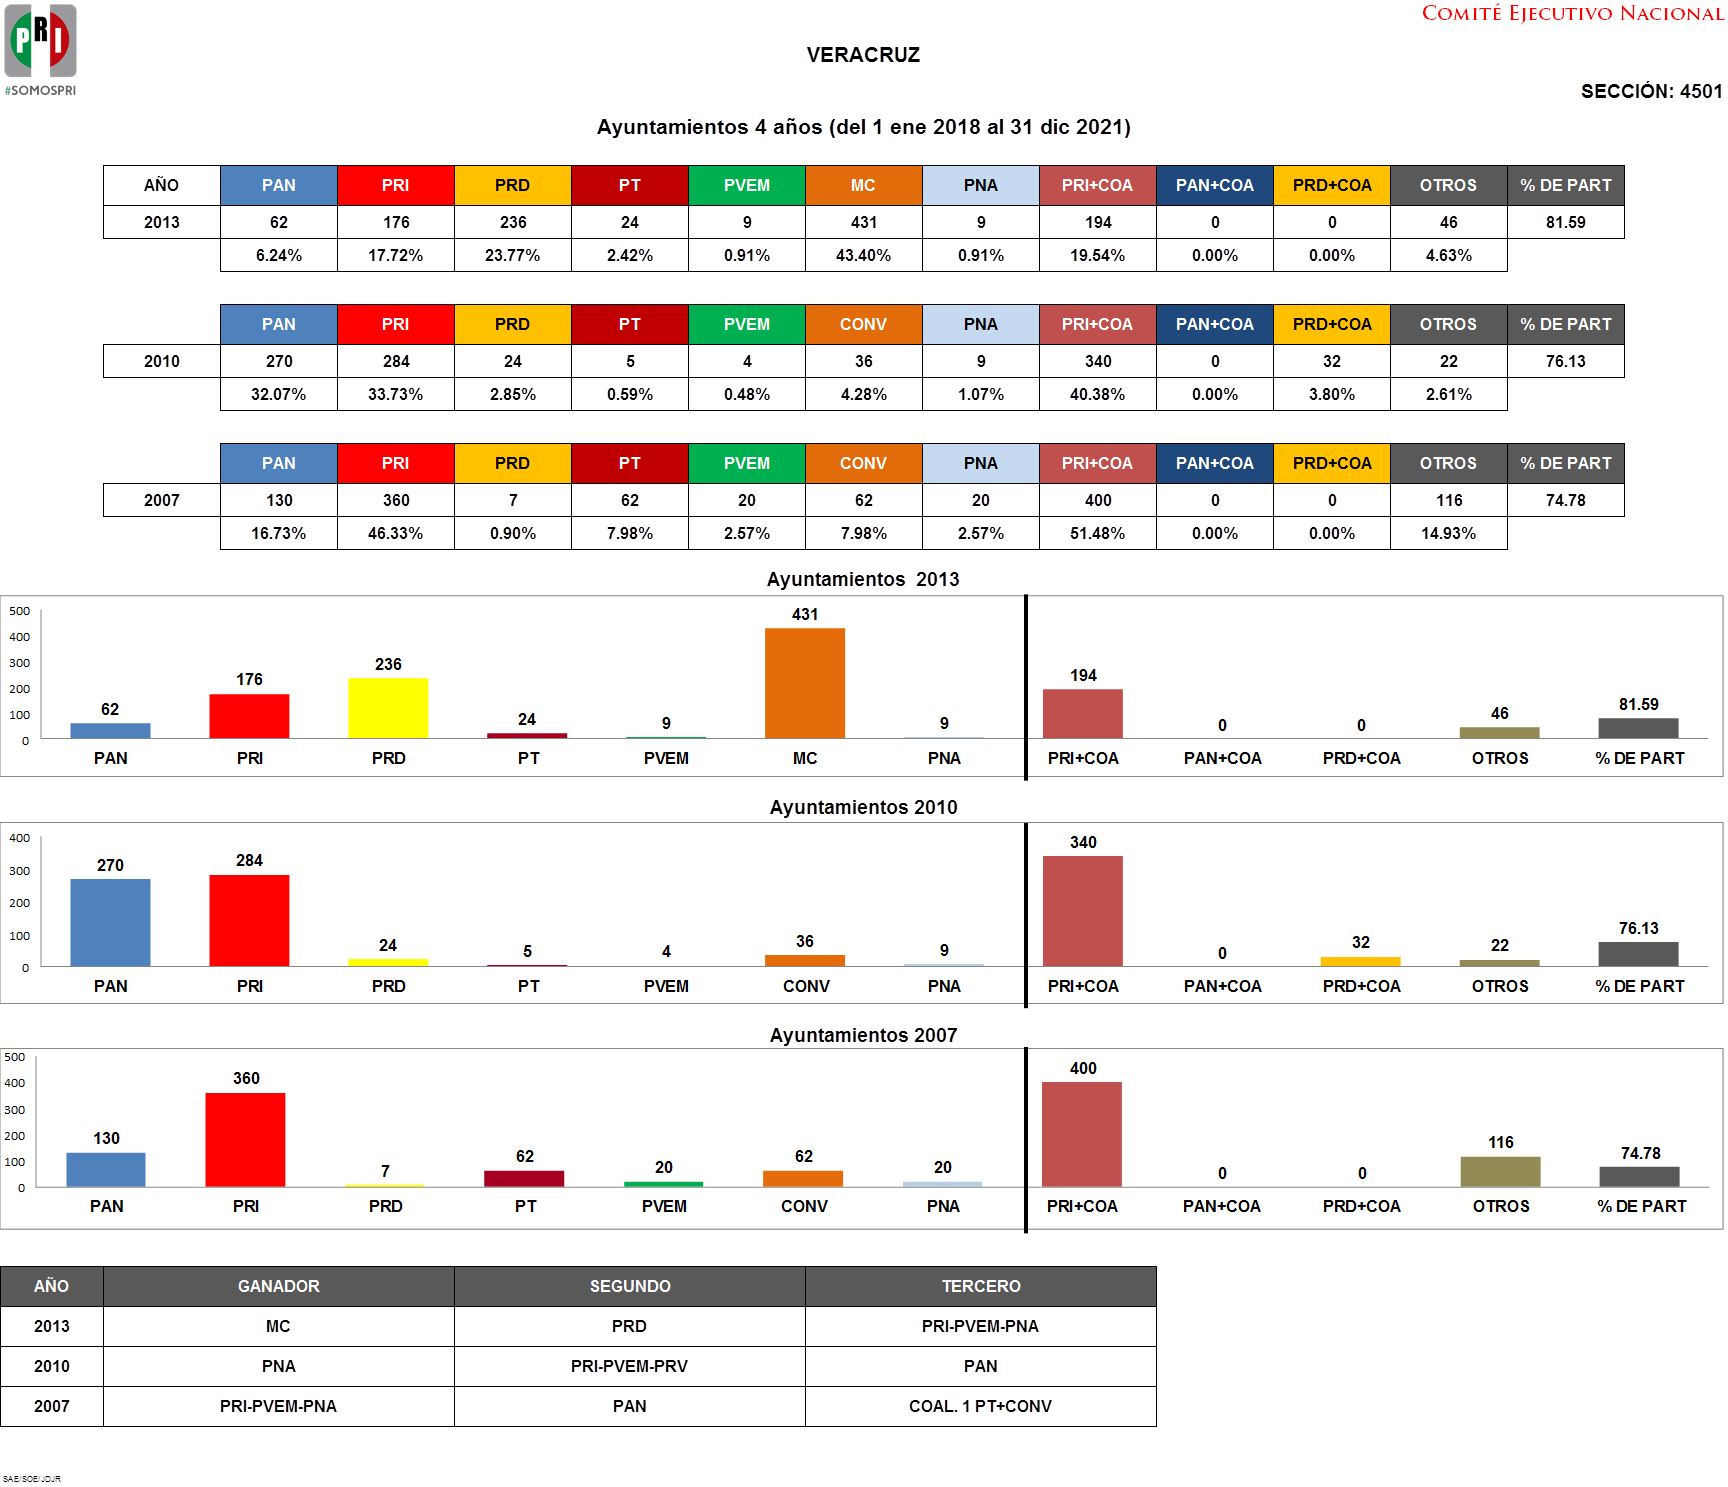 PRI
#SOMOSPRI
COMITÉ EJECUTIVO NACIONAL
VERACRUZ
SECCIÓN: 4501
Ayuntamientos 4 años (del 1 ene 2018 al 31 dic 2021)
AÑO PAN PRI PRD PT PVEM MC PNA PRI+COA PAN+COA PRD+COA OTROS % DE PART
2013 62 176 236 24 9 431 9 194 0 0 46 81.59
6.24% 17.72% 23.77% 2.42% 0.91% 43.40% 0.91% 19.54% 0.00% 0.00% 4.63%
PAN PRI PRD PT PVEM CONV PNA PRI+COA PAN+COA PRD+COA OTROS % DE PART
2010 270 284 24 5 4 36 9 340 0 32 22 76.13
32.07% 33.73% 2.85% 0.59% 0.48% 4.28% 1.07% 40.38% 0.00% 3.80% 2.61%
PAN PRI PRD PT PVEM CONV PNA PRI+COA PAN+COA PRD+COA OTROS % DE PART
2007 130 360 7 62 20 62 20 400 0 0 116 74.78
16.73% 46.33% 0.90% 7.98% 2.57% 7.98% 2.57% 51.48% 0.00% 0.00% 14.93%
Ayuntamientos 2013
500
400
300
200
100
0
62 176 236 24 9 431 9 194 0 0 46 81.59
PAN PRI PRD PT PVEM MC PNA PRI+COA PAN+COA PRD+COA OTROS % DE PART
Ayuntamientos 2010
400
300
200
100
0
270 284 24 5 4 36 9 340 0 32 22 76.13
PAN PRI PRD PT PVEM CONV PNA PRI+COA PAN+COA PRD+COA OTROS % DE PART
Ayuntamientos 2007
500
400
300
200
100
0
130 360 7 62 20 62 20 400 0 0 116 74.78
PAN PRI PRD PT PVEM CONV PNA PRI+COA PAN+COA PRD+COA OTROS % DE PART
AÑO GANADOR SEGUNDO TERCERO
2013 MC PRD PRI-PVEM-PNA
2010 PNA PRI-PVEM-PRV PAN
2007 PRI-PVEM-PNA PAN COAL. 1 PT+CONV
SAE/SOE/JDJR